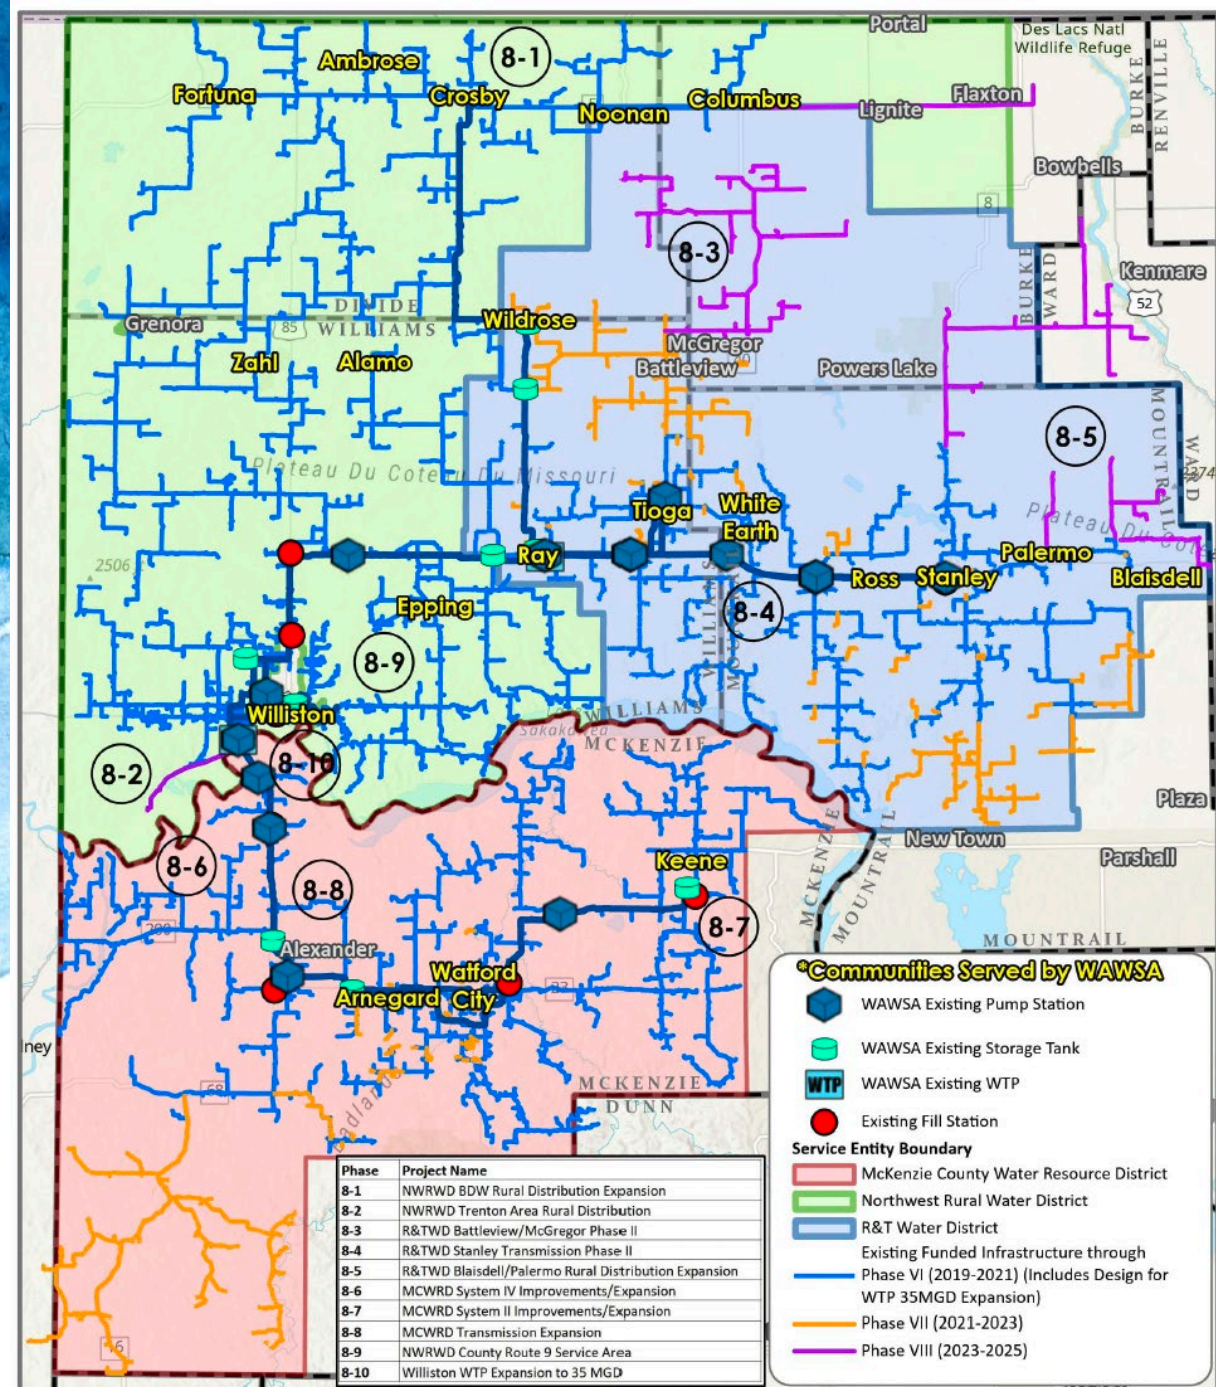 Portal
Des Lacs Natl
Wildlife Refuge
BURKE
RENVILLE
Ambrose
8-1
Fortuna
Crosby
Noonan
Columbus
Lignite
Flaxton
Bowbells
8
8-3
BURKE
WARD
Kenmare
52
DIVIDE
WILLIAMS
Grenora
85
Wildrose
McGregor
Battleview
Powers Lake
Zahl
Alamo
MOUNTRAIL
WARD
8-5
2374
Plateau Du Coteau Du Missouri
Tioga
White
Earth
Plateau Du Coteau
2506
Ray
Ross
Stanley
Palermo
Blaisdell
Epping
8-4
WILLIAMS
MOUNTRAIL
8-9
Williston
WILLIAMS
Sakakawea
MCKENZIE
8-2
8-10
Plaza
New Town
Parshall
8-6
8-8
Keene
8-7
MCKENZIE
MOUNTRAIL
200
MOUNTRAIL
Alexander
Watford
City
Arnegard
23
ney
68
Badlands
MCKENZIE
DUNN
16
*Communities Served by WAWSA
WAWSA Existing Pump Station
WAWSA Existing Storage Tank
WTP WAWSA Existing WTP
Existing Fill Station
Service Entity Boundary
McKenzie County Water Resource District
Northwest Rural Water District
R&T Water District
Existing Funded Infrastructure through
Phase VI (2019-2021) (Includes Design for
WTP 35MGD Expansion)
Phase VII (2021-2023)
Phase VIII (2023-2025)
Phase Project Name
8-1 NWRWD BDW Rural Distribution Expansion
8-2 NWRWD Trenton Area Rural Distribution
8-3 R&TWD Battleview/McGregor Phase II
8-4 R&TWD Stanley Transmission Phase II
8-5 R&TWD Blaisdell/Palermo Rural Distribution Expansion
8-6 MCWRD System IV Improvements/Expansion
8-7 MCWRD System II Improvements/Expansion
8-8 MCWRD Transmission Expansion
8-9 NWRWD County Route 9 Service Area
8-10 Williston WTP Expansion to 35 MGD